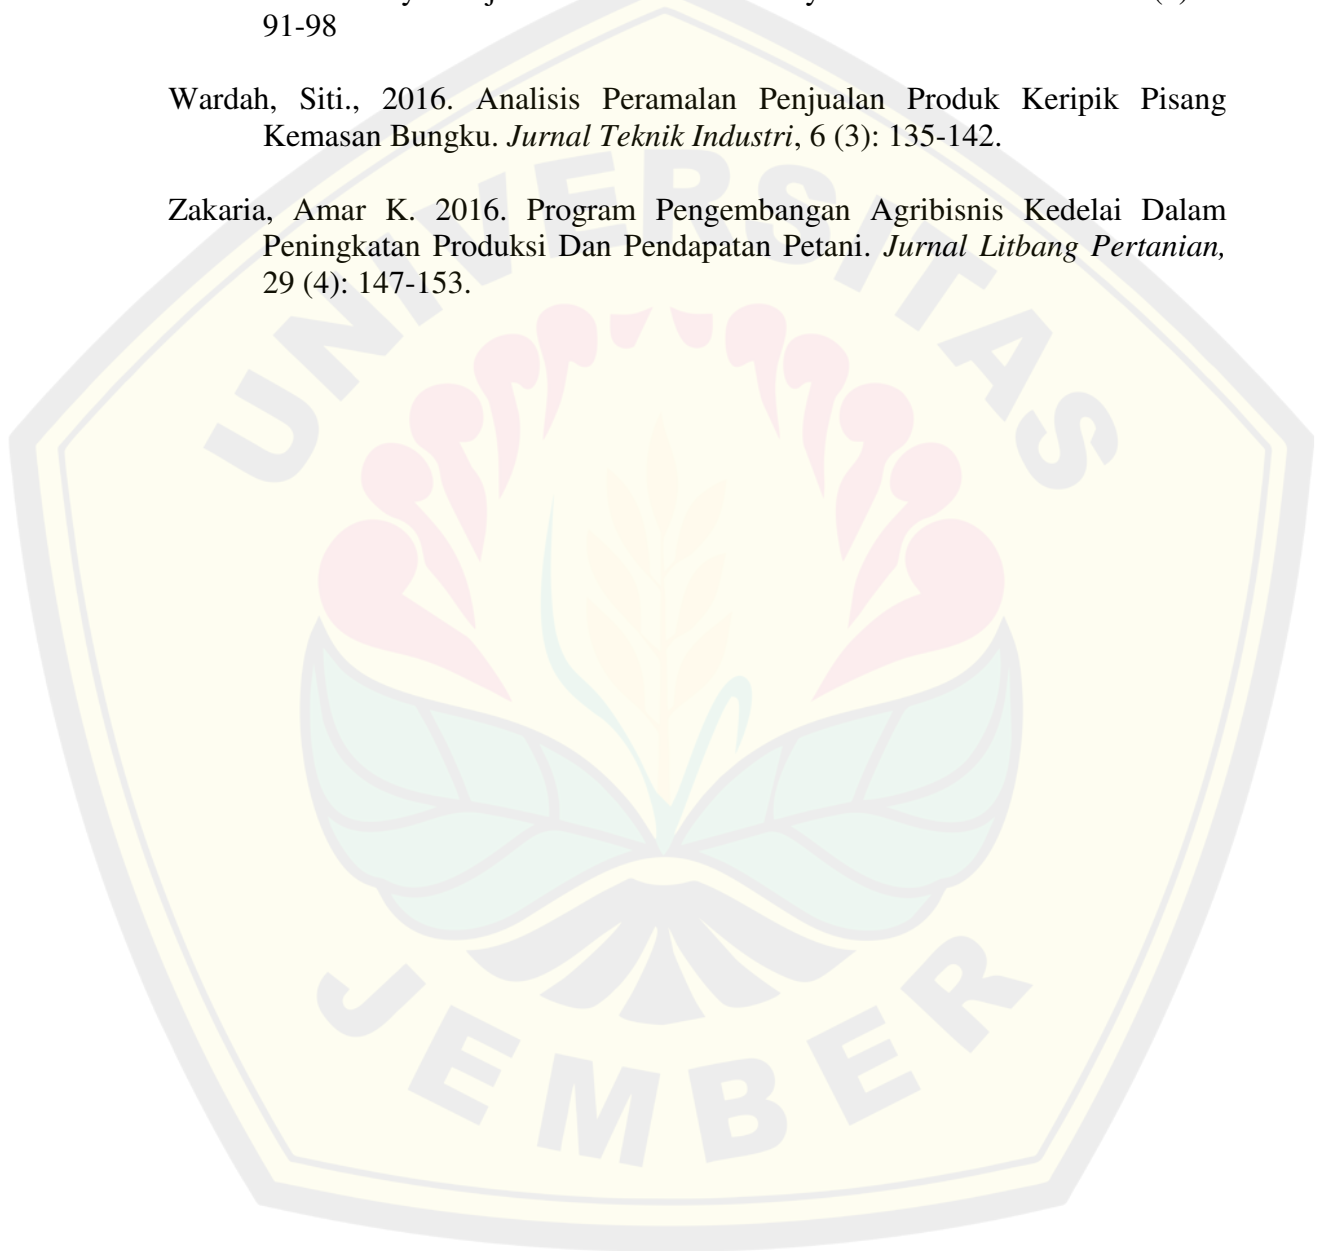 91-98
Wardah, Siti., 2016. Analisis Peramalan Penjualan Produk Keripik Pisang
Kemasan Bungku. Jurnal Teknik Industri, 6 (3): 135-142.
Zakaria, Amar K. 2016. Program Pengembangan Agribisnis Kedelai Dalam
Peningkatan Produksi Dan Pendapatan Petani. Jurnal Litbang Pertanian,
29 (4): 147-153.
UNIVERSITAS
JEMBER